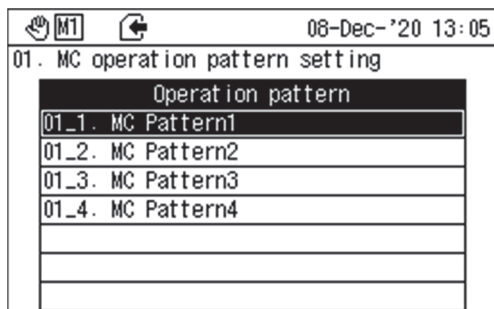 M1 08-Dec-'20 13:05
01. MC operation pattern setting
Operation pattern
01_1. MC Pattern1
01_2. MC Pattern2
01_3. MC Pattern3
01_4. MC Pattern4